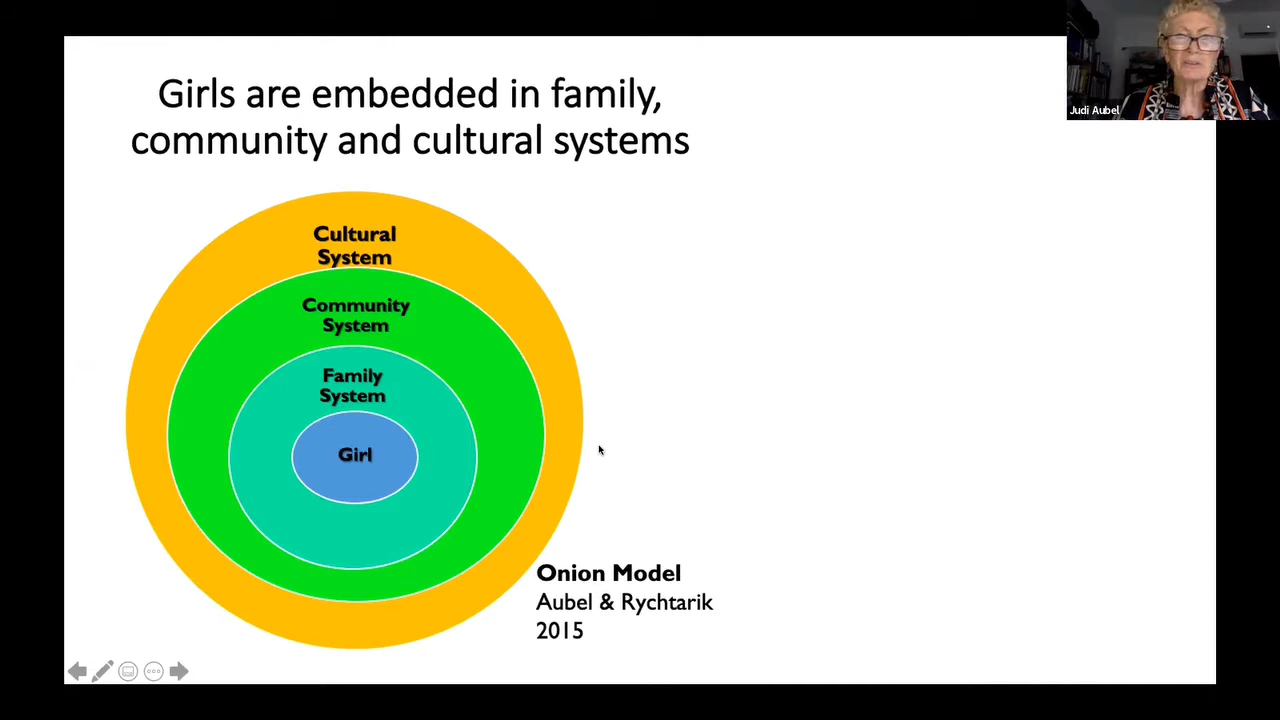 Girls are embedded in family,
community and cultural systems
Judi Aubel
Cultural
System
Community
System
Family
System
Girl
Onion Model
Aubel & Rychtarik
2015